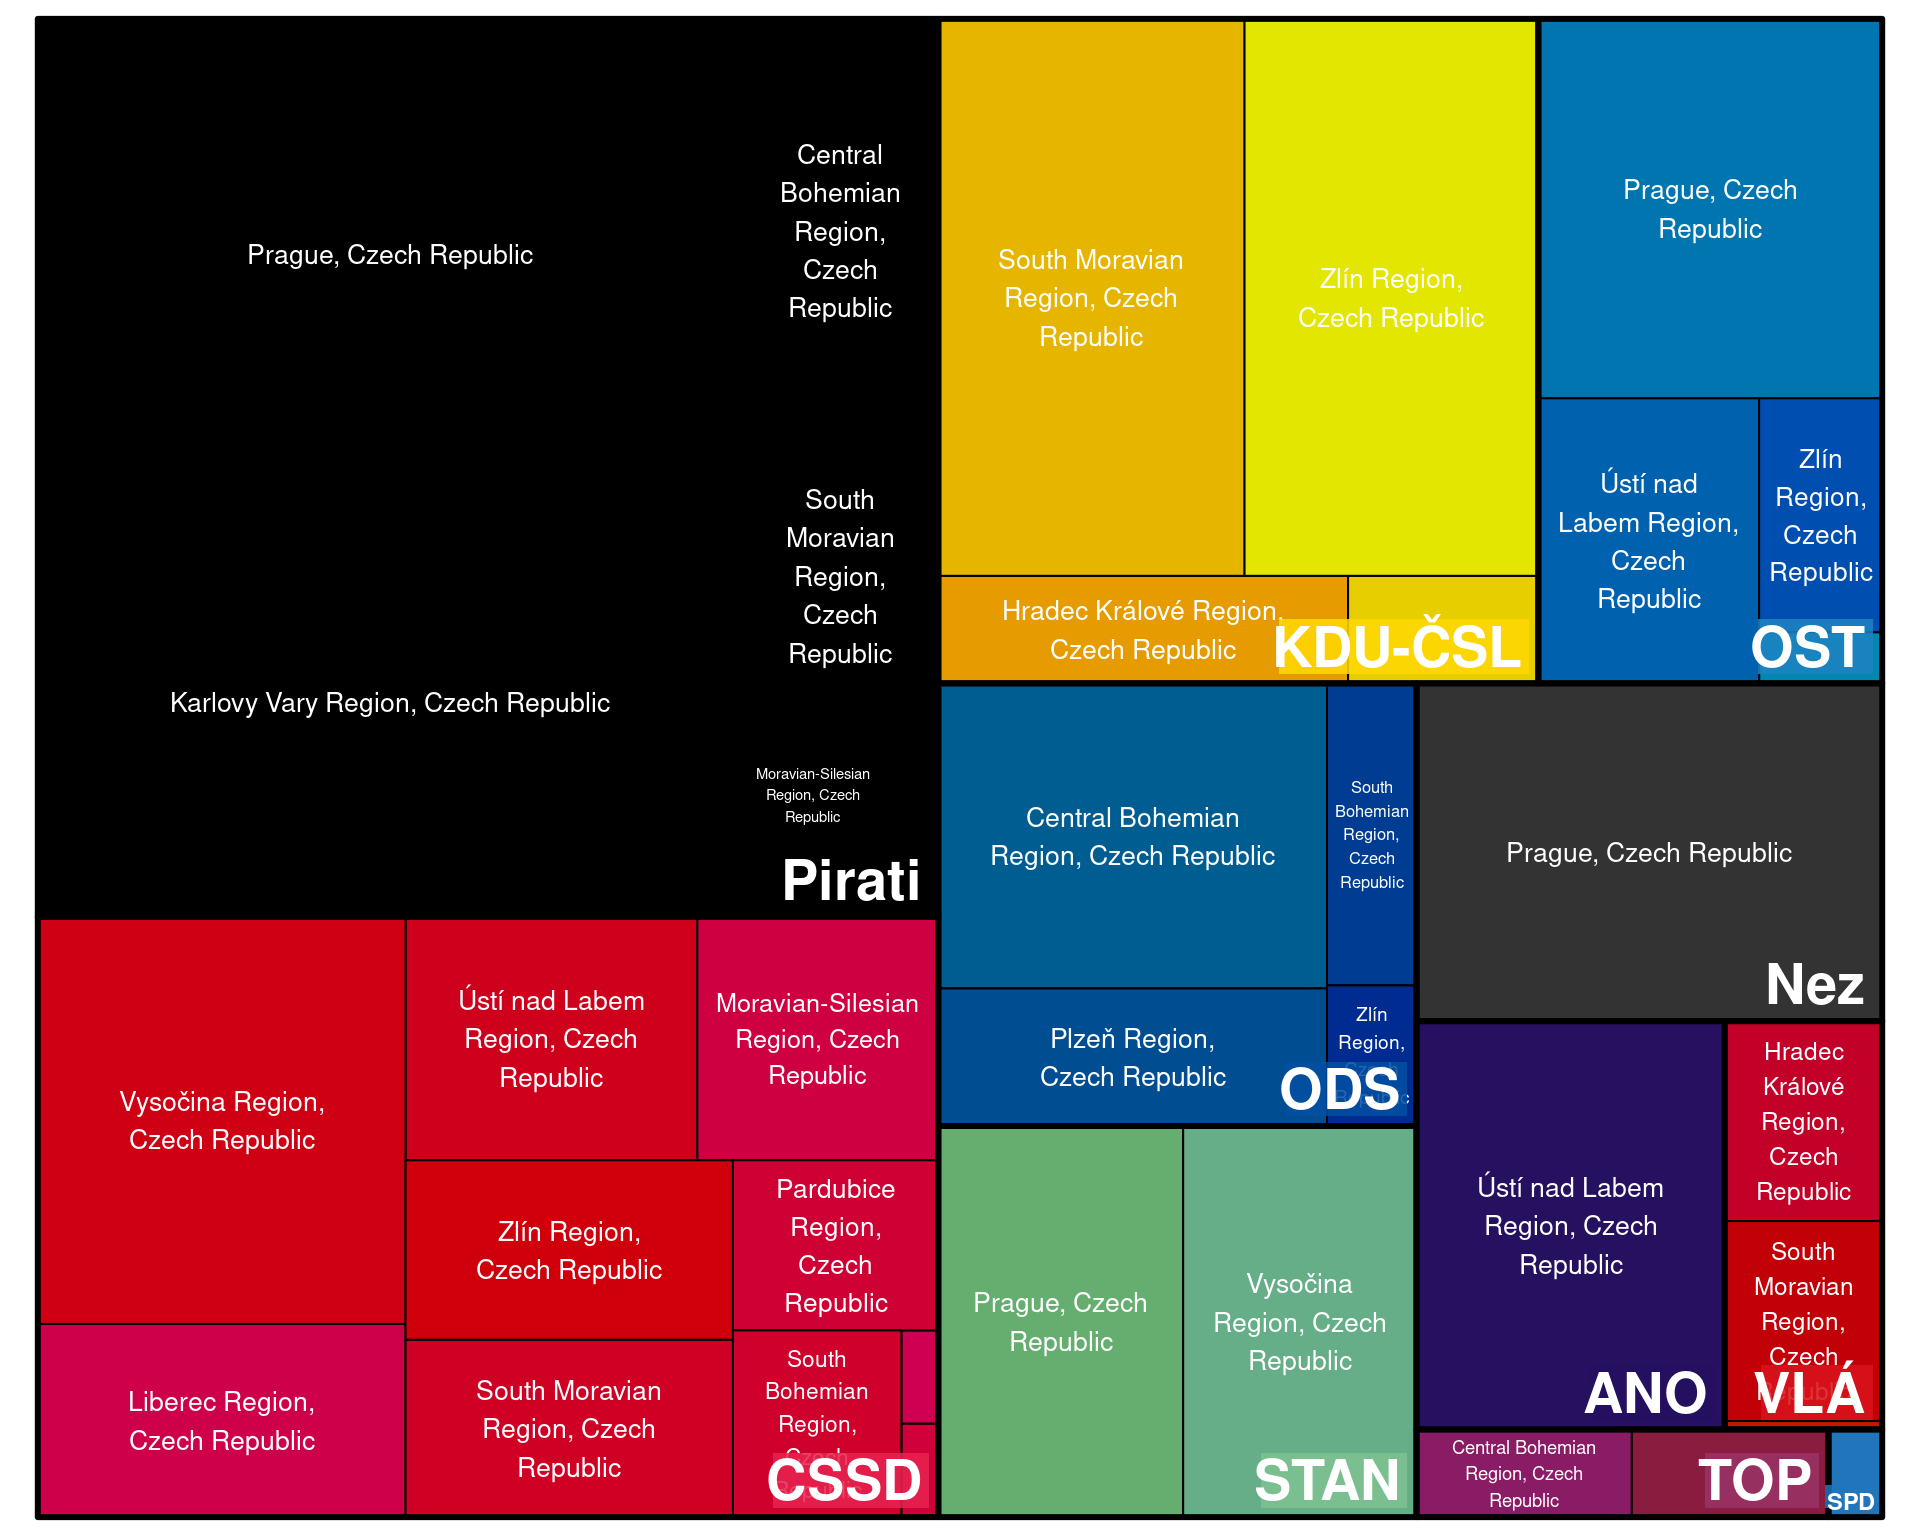 Prague, Czech Republic
Central
Bohemian
Region,
Czech
Republic
Karlovy Vary Region, Czech Republic
South
Moravian
Region,
Czech
Republic
Moravian-Silesian
Region, Czech
Republic
Pirati
South Moravian
Region, Czech
Republic
Zlín Region,
Czech Republic
Hradec Králové Region,
Czech Republic
KDU-ČSL
Prague, Czech
Republic
Ústí nad
Labem Region,
Czech
Republic
Zlín
Region,
Czech
Republic
OST
Central Bohemian
Region, Czech Republic
South
Bohemian
Region,
Czech
Republic
Plzeň Region,
Czech Republic
Zlín
Region,
Czech
Republic
ODS
Prague, Czech Republic
Nez
Vysočina Region,
Czech Republic
Ústí nad Labem
Region, Czech
Republic
Moravian-Silesian
Region, Czech
Republic
Zlín Region,
Czech Republic
Pardubice
Region,
Czech
Republic
Liberec Region,
Czech Republic
South Moravian
Region, Czech
Republic
South
Bohemian
Region,
Czech
Republic
CSSD
Prague, Czech
Republic
Vysočina
Region, Czech
Republic
STAN
Ústí nad Labem
Region, Czech
Republic
ANO
Hradec
Králové
Region,
Czech
Republic
South
Moravian
Region,
Czech
Republic
VLÁ
Central Bohemian
Region, Czech
Republic
TOP
SPD